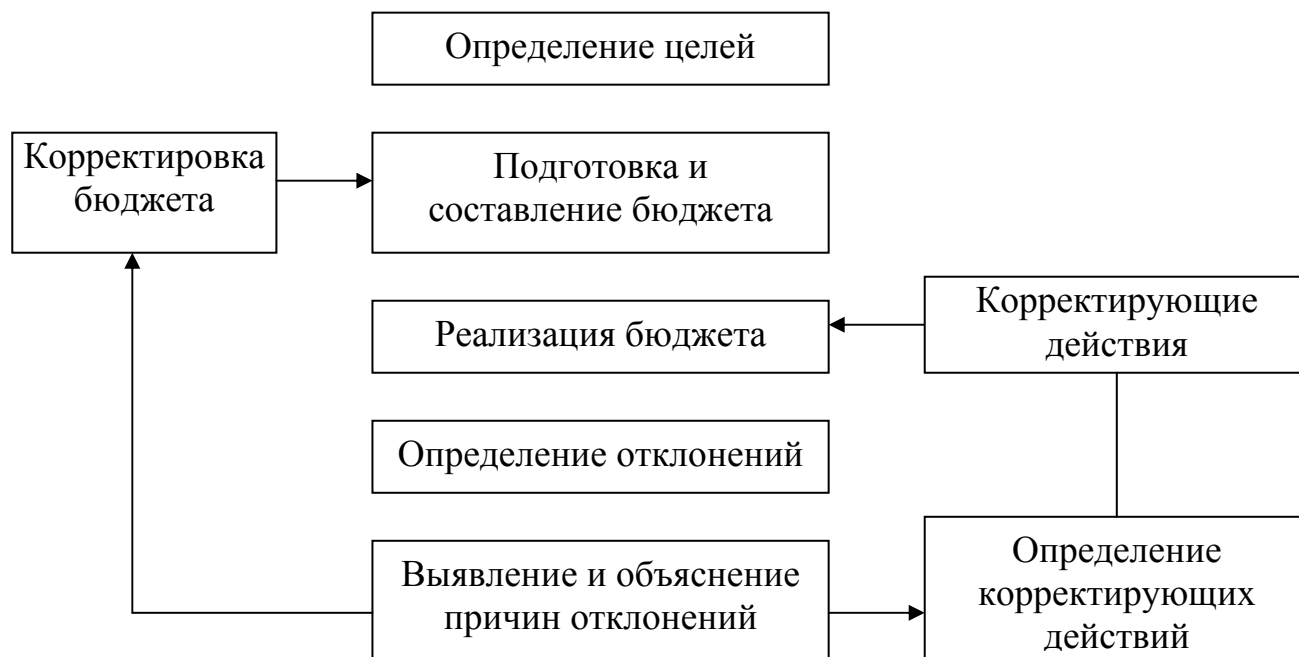 Определение целей
Корректировка
бюджета
Подготовка и
составление бюджета
Реализация бюджета
Корректирующие
действия
Определение отклонений
Выявление и объяснение
причин отклонений
Определение
корректирующих
действий